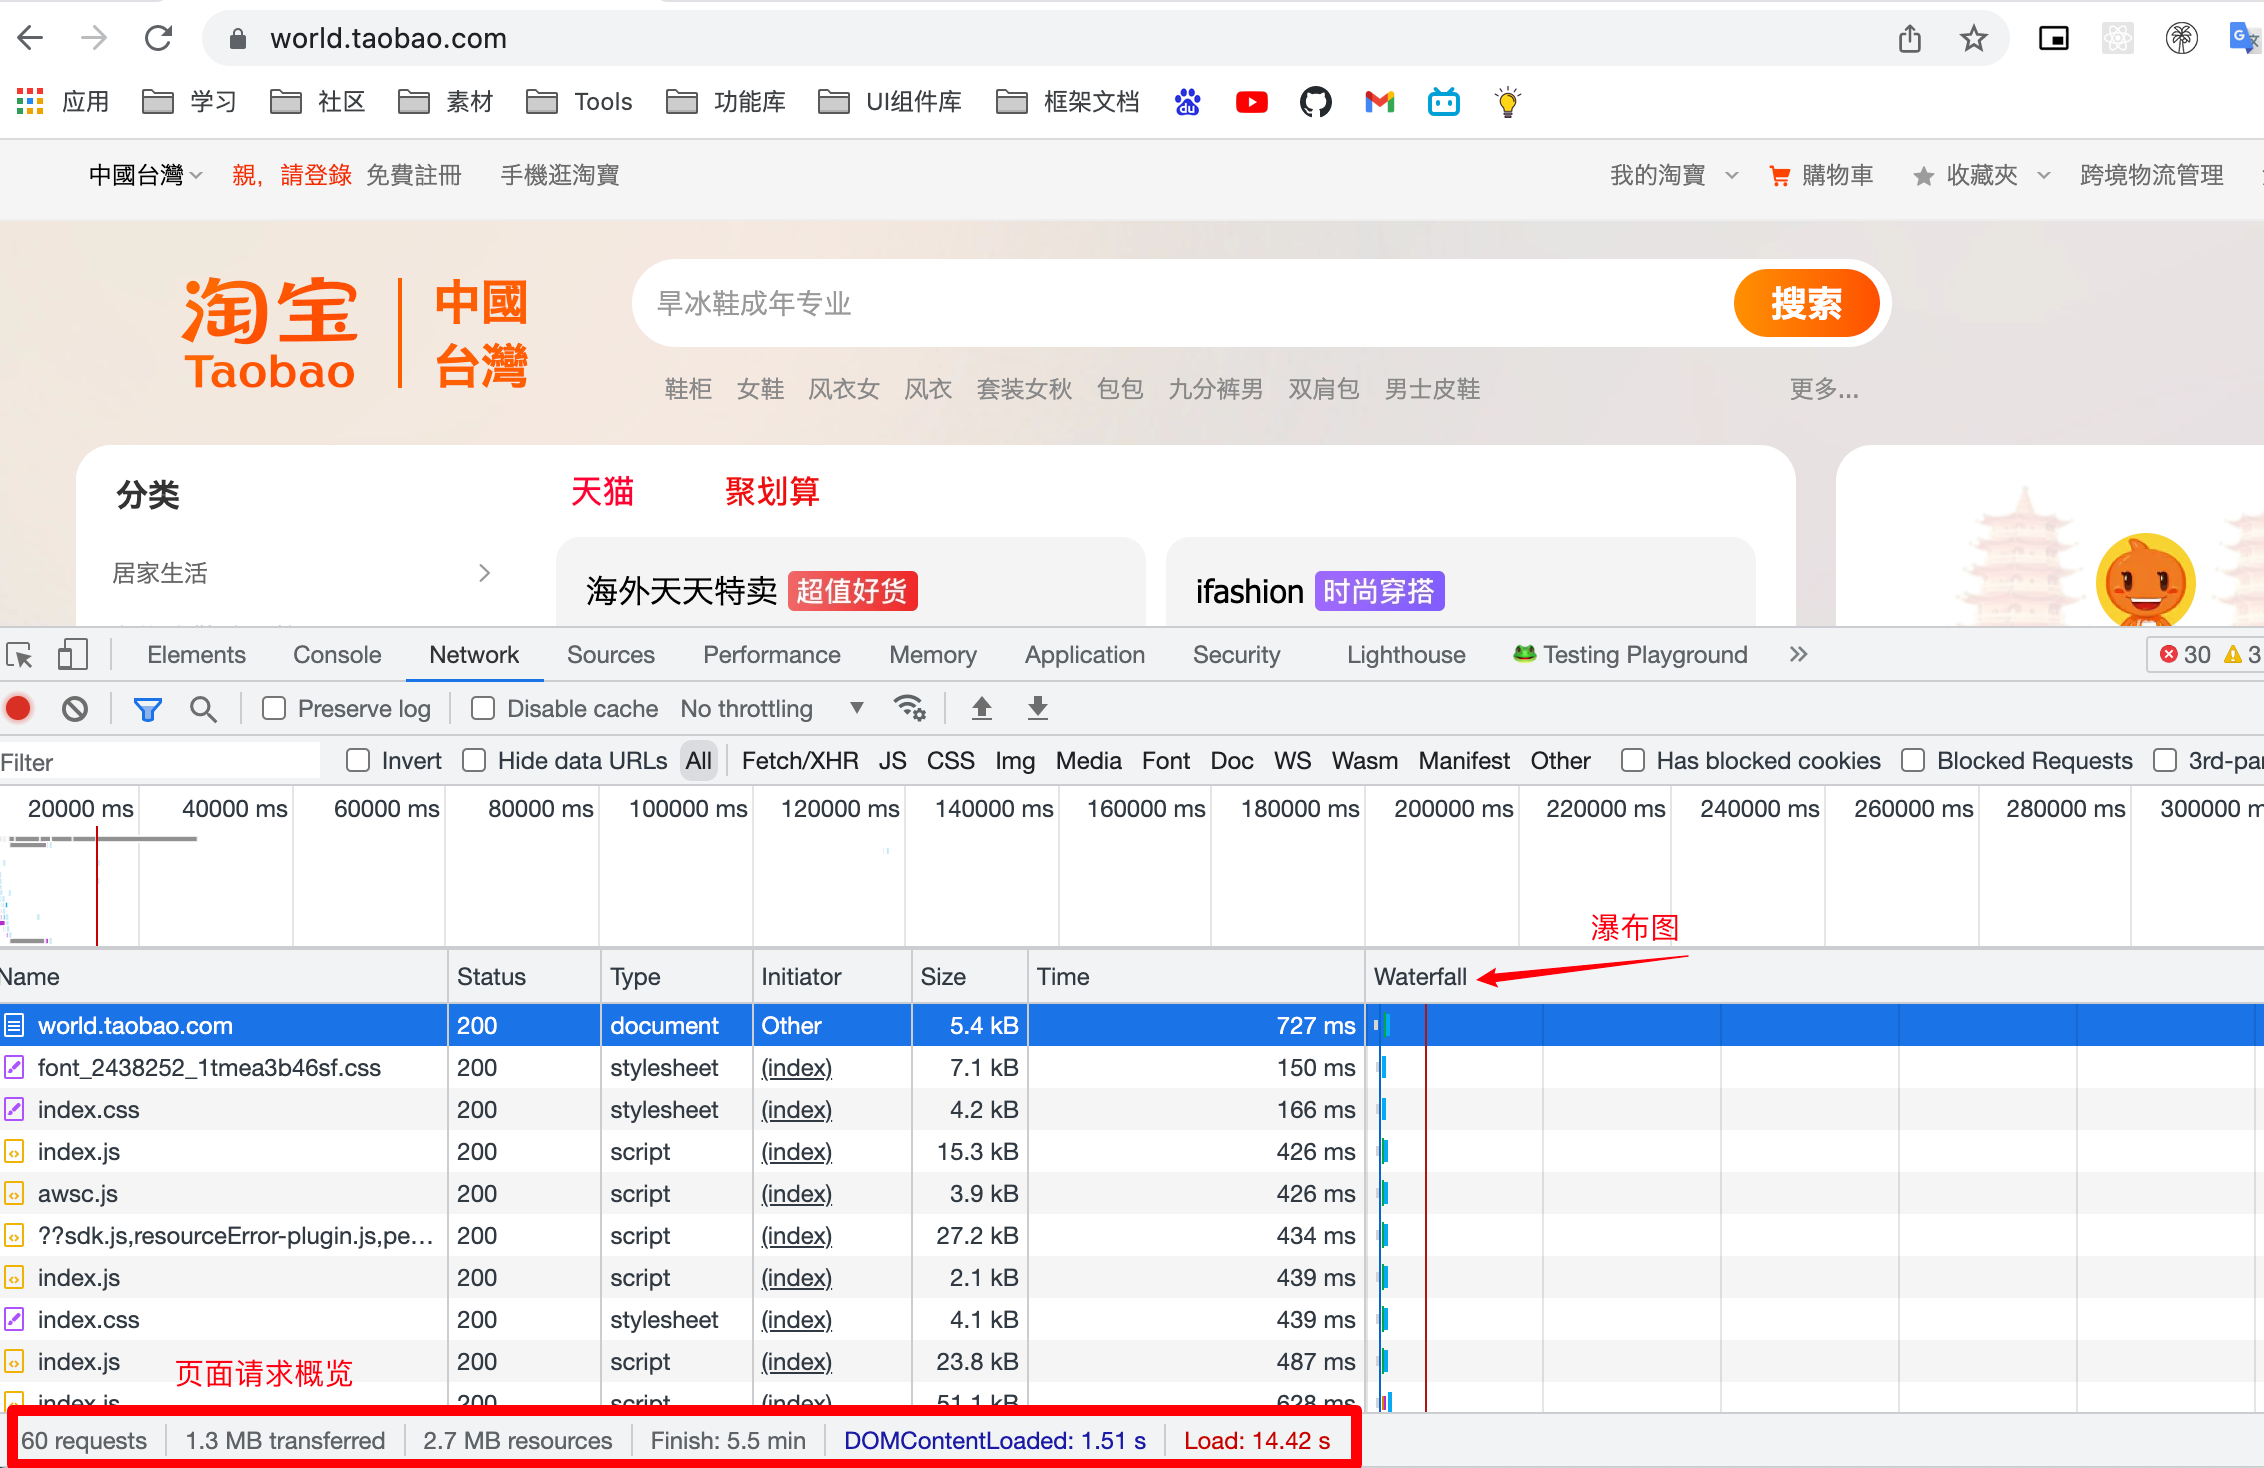 world.taobao.com
应用 学习 社区 素材 Tools 功能库 UI组件库 框架文档
中國台灣 親，請登錄 免費註冊 手機逛淘寶 我的淘寶 購物車 收藏夾 跨境物流管理
淘宝 Taobao 中國台灣
旱冰鞋成年专业 搜索
鞋柜 女鞋 风衣女 风衣 套装女秋 包包 九分裤男 双肩包 男士皮鞋 更多...
分类 天猫 聚划算
居家生活
海外天天特卖 超值好货 ifashion 时尚穿搭
Elements Console Network Sources Performance Memory Application Security Lighthouse Testing Playground 30 3
Preserve log Disable cache No throttling
Filter Invert Hide data URLs All Fetch/XHR JS CSS Img Media Font Doc WS Wasm Manifest Other Has blocked cookies Blocked Requests 3rd-pa
20000 ms 40000 ms 60000 ms 80000 ms 100000 ms 120000 ms 140000 ms 160000 ms 180000 ms 200000 ms 220000 ms 240000 ms 260000 ms 280000 ms 300000 m
瀑布图
Name Status Type Initiator Size Time Waterfall
world.taobao.com 200 document Other 5.4 kB 727 ms
font_2438252_1tmea3b46sf.css 200 stylesheet (index) 7.1 kB 150 ms
index.css 200 stylesheet (index) 4.2 kB 166 ms
index.js 200 script (index) 15.3 kB 426 ms
awsc.js 200 script (index) 3.9 kB 426 ms
??sdk.js,resourceError-plugin.js,pe... 200 script (index) 27.2 kB 434 ms
index.js 200 script (index) 2.1 kB 439 ms
index.css 200 stylesheet (index) 4.1 kB 439 ms
index.js 200 script (index) 23.8 kB 487 ms
页面请求概览
index.js 200 script (index) 51.1 kB 628 ms
60 requests 1.3 MB transferred 2.7 MB resources Finish: 5.5 min DOMContentLoaded: 1.51 s Load: 14.42 s